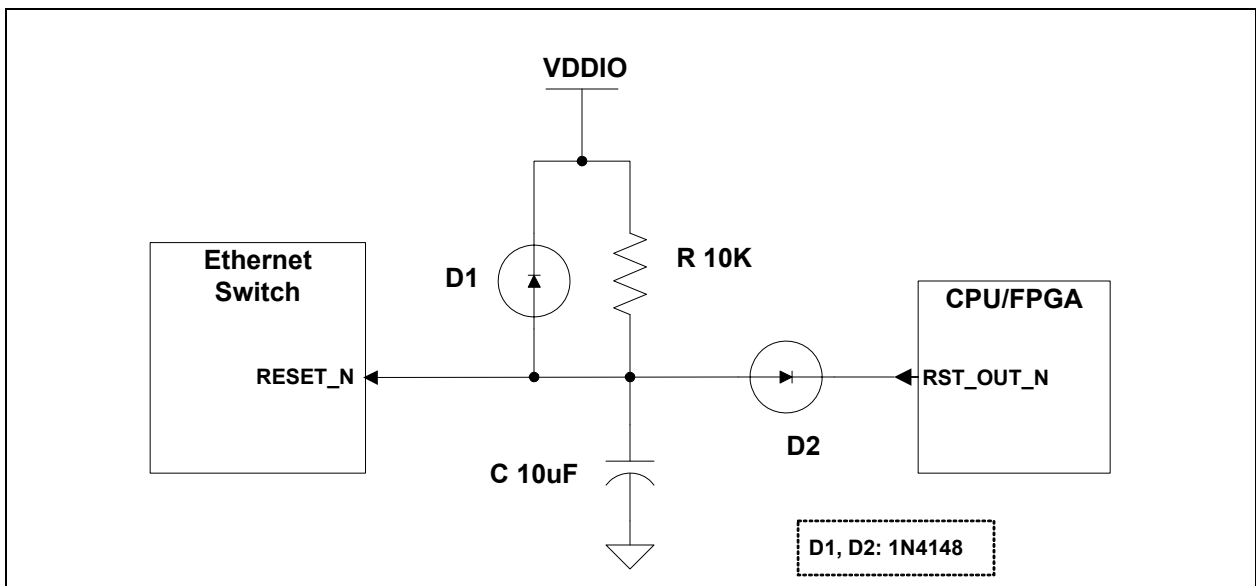 VDDIO
Ethernet
Switch
D1
R 10K
CPU/FPGA
RESET_N
RST_OUT_N
D2
C 10uF
D1, D2: 1N4148